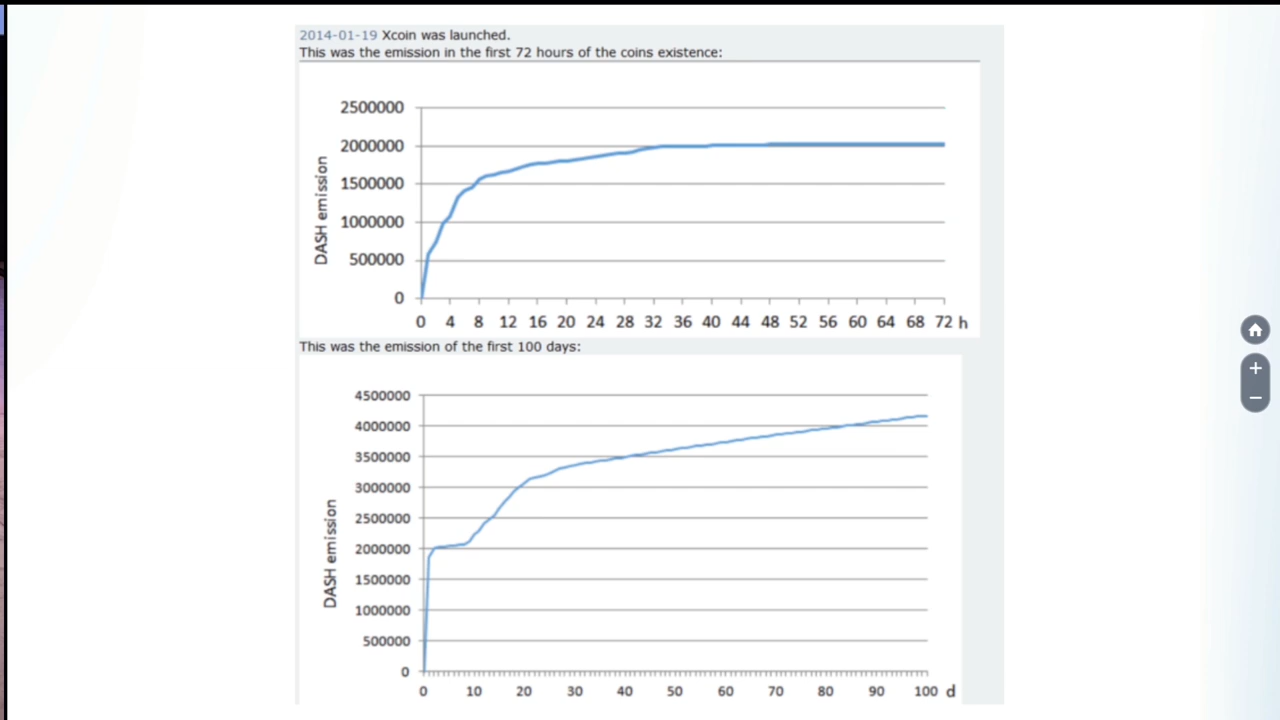 2014-01-19 Xcoin was launched.
This was the emission in the first 72 hours of the coins existence:
2500000
2000000
1500000
1000000
500000
0
DASH emission
0 4 8 12 16 20 24 28 32 36 40 44 48 52 56 60 64 68 72 h
This was the emission of the first 100 days:
4500000
4000000
3500000
3000000
2500000
2000000
1500000
1000000
500000
0
DASH emission
0 10 20 30 40 50 60 70 80 90 100 d